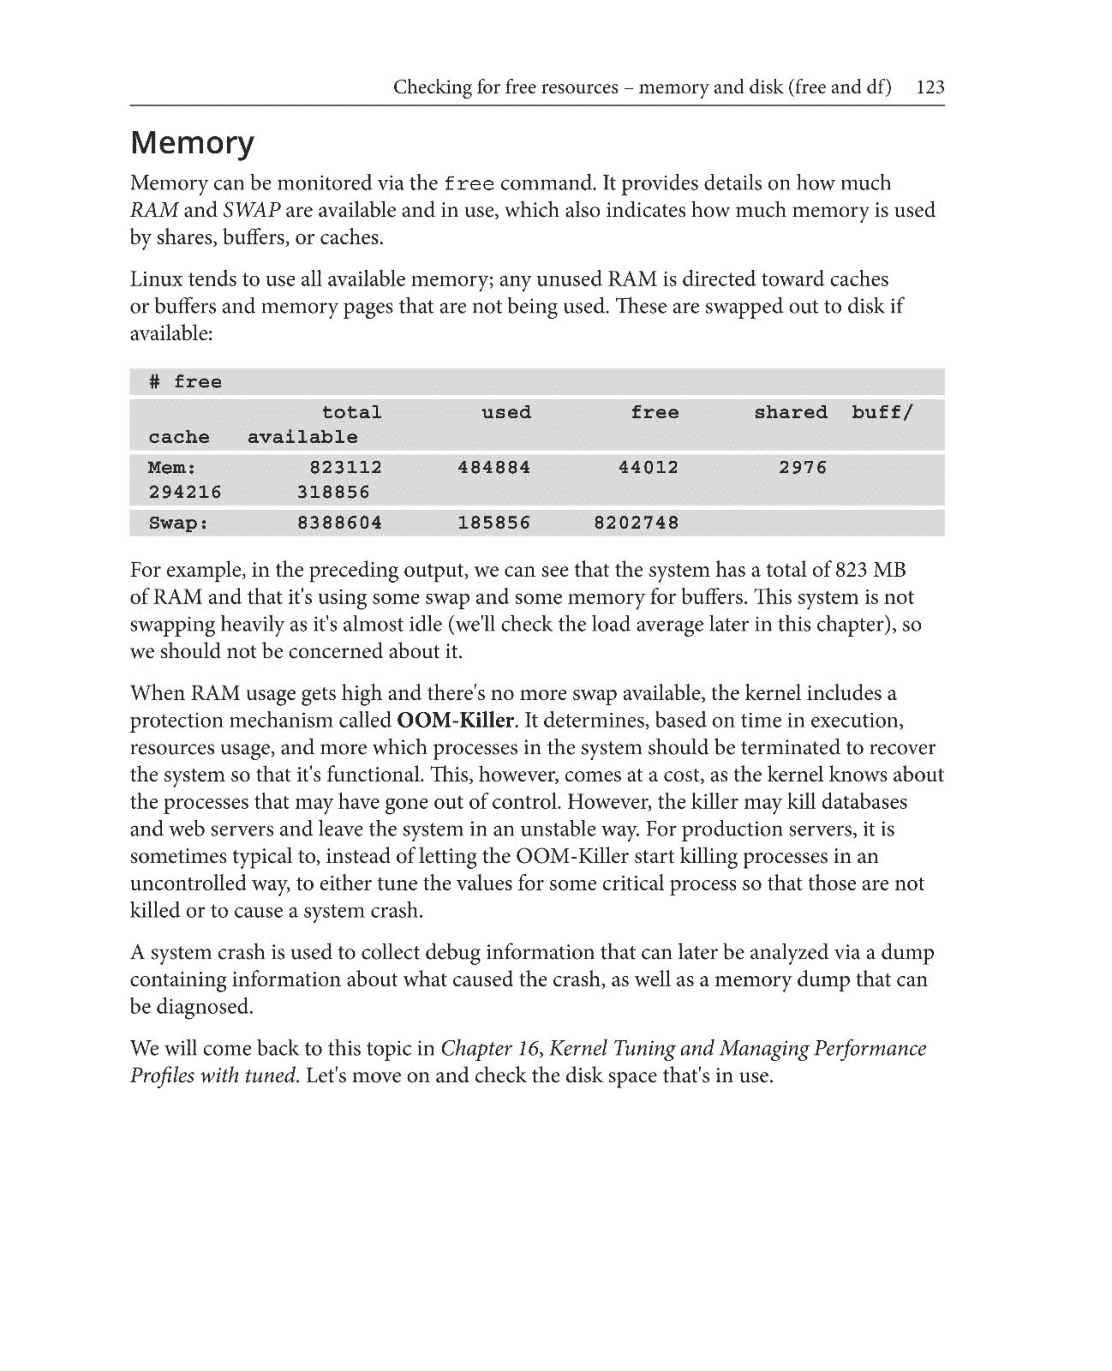 Checking for free resources – memory and disk (free and df) 123
Memory
Memory can be monitored via the free command. It provides details on how much
RAM and SWAP are available and in use, which also indicates how much memory is used
by shares, buffers, or caches.
Linux tends to use all available memory; any unused RAM is directed toward caches
or buffers and memory pages that are not being used. These are swapped out to disk if
available:
# free
total used free shared buff/
cache available
Mem: 823112 484884 44012 2976
294216 318856
Swap: 8388604 185856 8202748
For example, in the preceding output, we can see that the system has a total of 823 MB
of RAM and that it's using some swap and some memory for buffers. This system is not
swapping heavily as it's almost idle (we'll check the load average later in this chapter), so
we should not be concerned about it.
When RAM usage gets high and there's no more swap available, the kernel includes a
protection mechanism called OOM-Killer. It determines, based on time in execution,
resources usage, and more which processes in the system should be terminated to recover
the system so that it's functional. This, however, comes at a cost, as the kernel knows about
the processes that may have gone out of control. However, the killer may kill databases
and web servers and leave the system in an unstable way. For production servers, it is
sometimes typical to, instead of letting the OOM-Killer start killing processes in an
uncontrolled way, to either tune the values for some critical process so that those are not
killed or to cause a system crash.
A system crash is used to collect debug information that can later be analyzed via a dump
containing information about what caused the crash, as well as a memory dump that can
be diagnosed.
We will come back to this topic in Chapter 16, Kernel Tuning and Managing Performance
Profiles with tuned. Let's move on and check the disk space that's in use.